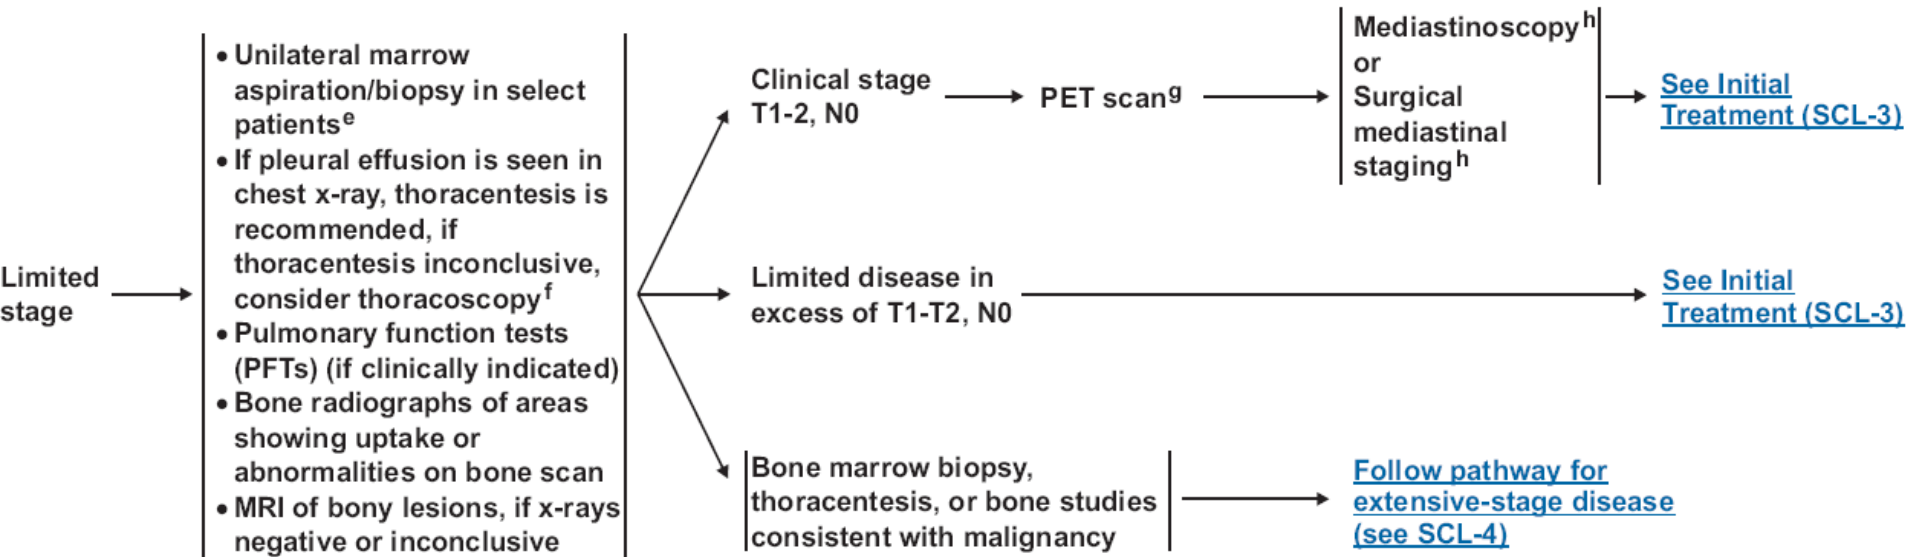 Limited
stage
• Unilateral marrow
aspiration/biopsy in select
patientse
• If pleural effusion is seen in
chest x-ray, thoracentesis is
recommended, if
thoracentesis inconclusive,
consider thoracoscopyf
• Pulmonary function tests
(PFTs) (if clinically indicated)
• Bone radiographs of areas
showing uptake or
abnormalities on bone scan
• MRI of bony lesions, if x-rays
negative or inconclusive
Clinical stage
T1-2, N0
PET scang
Mediastinoscopyh
or
Surgical
mediastinal
stagingh
See Initial
Treatment (SCL-3)
Limited disease in
excess of T1-T2, N0
See Initial
Treatment (SCL-3)
Bone marrow biopsy,
thoracentesis, or bone studies
consistent with malignancy
Follow pathway for
extensive-stage disease
(see SCL-4)